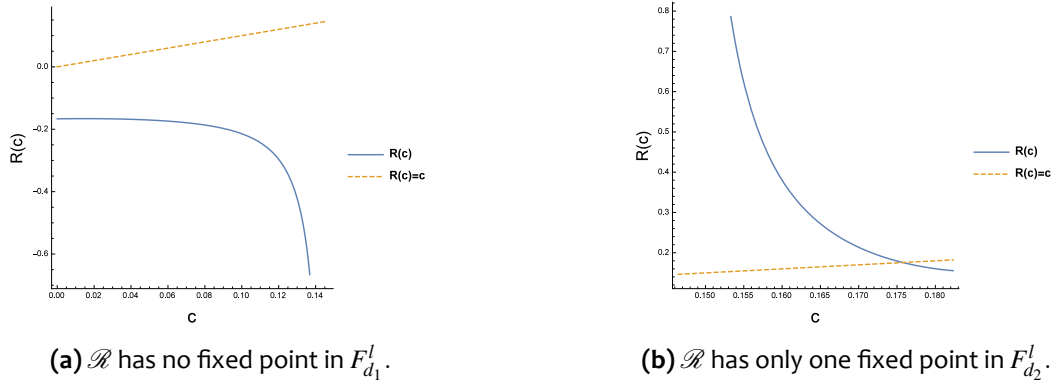 0.0
-0.2
-0.4
-0.6
R(c)
0.00 0.02 0.04 0.06 0.08 0.10 0.12 0.14
C
R(c)
R(c)=c
(a) ℛ has no fixed point in F^l_{d_1}.
0.8
0.7
0.6
0.5
0.4
0.3
0.2
R(c)
0.150 0.155 0.160 0.165 0.170 0.175 0.180
C
R(c)
R(c)=c
(b) ℛ has only one fixed point in F^l_{d_2}.